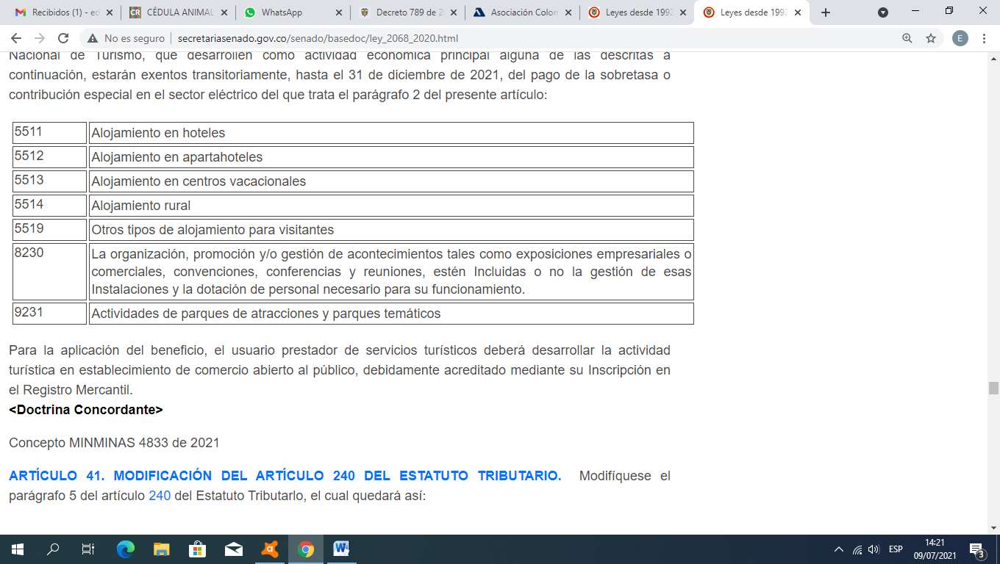 Recibidos (1) - ed
CÉDULA ANIMAL
WhatsApp
Decreto 789 de 2
Asociación Colom
Leyes desde 1992
Leyes desde 1992
No es seguro
secretariasenado.gov.co/senado/basedoc/ley_2068_2020.html
E
Nacional de Turismo, que desarrollen como actividad económica principal alguna de las descritas a
continuación, estarán exentos transitoriamente, hasta el 31 de diciembre de 2021, del pago de la sobretasa o
contribución especial en el sector eléctrico del que trata el parágrafo 2 del presente artículo:
5511 Alojamiento en hoteles
5512 Alojamiento en apartahoteles
5513 Alojamiento en centros vacacionales
5514 Alojamiento rural
5519 Otros tipos de alojamiento para visitantes
8230 La organización, promoción y/o gestión de acontecimientos tales como exposiciones empresariales o
comerciales, convenciones, conferencias y reuniones, estén Incluidas o no la gestión de esas
Instalaciones y la dotación de personal necesario para su funcionamiento.
9231 Actividades de parques de atracciones y parques temáticos
Para la aplicación del beneficio, el usuario prestador de servicios turísticos deberá desarrollar la actividad
turística en establecimiento de comercio abierto al público, debidamente acreditado mediante su Inscripción en
el Registro Mercantil.
<Doctrina Concordante>
Concepto MINMINAS 4833 de 2021
ARTÍCULO 41. MODIFICACIÓN DEL ARTÍCULO 240 DEL ESTATUTO TRIBUTARIO. Modifíquese el
parágrafo 5 del artículo 240 del Estatuto Tributarlo, el cual quedará así:
ESP
14:21
09/07/2021
3